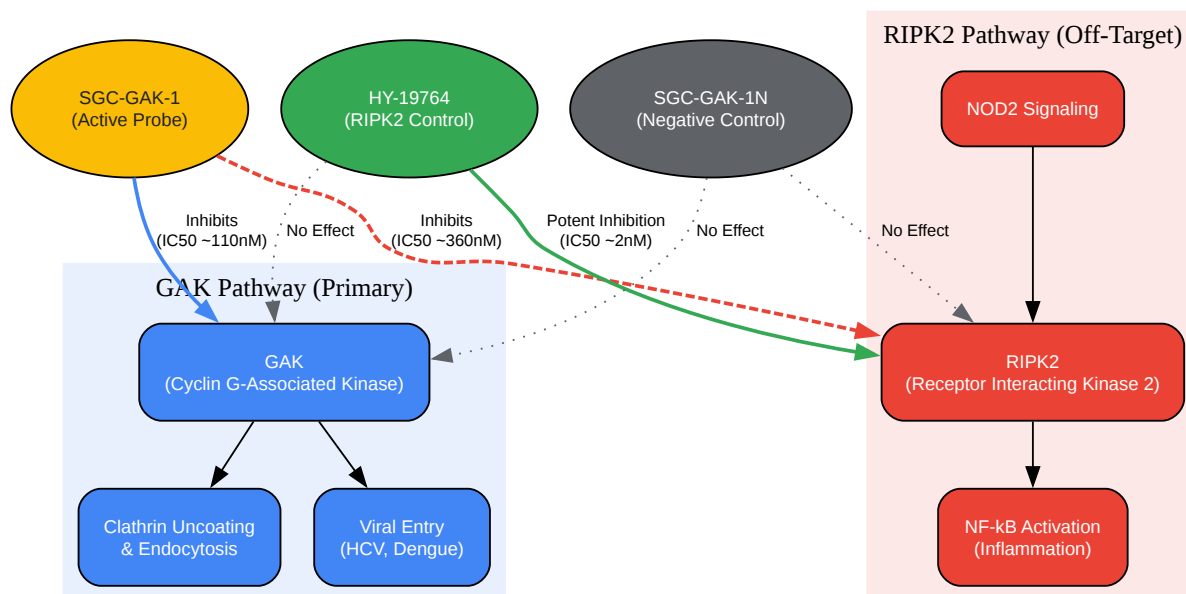 RIPK2 Pathway (Off-Target)
SGC-GAK-1
(Active Probe)
HY-19764
(RIPK2 Control)
SGC-GAK-1N
(Negative Control)
NOD2 Signaling
Inhibits
(IC50 ~110nM)
No Effect
Inhibits
(IC50 ~360nM)
Potent Inhibition
(IC50 ~2nM)
No Effect
No Effect
GAK Pathway (Primary)
GAK
(Cyclin G-Associated Kinase)
RIPK2
(Receptor Interacting Kinase 2)
Clathrin Uncoating
& Endocytosis
Viral Entry
(HCV, Dengue)
NF-kB Activation
(Inflammation)